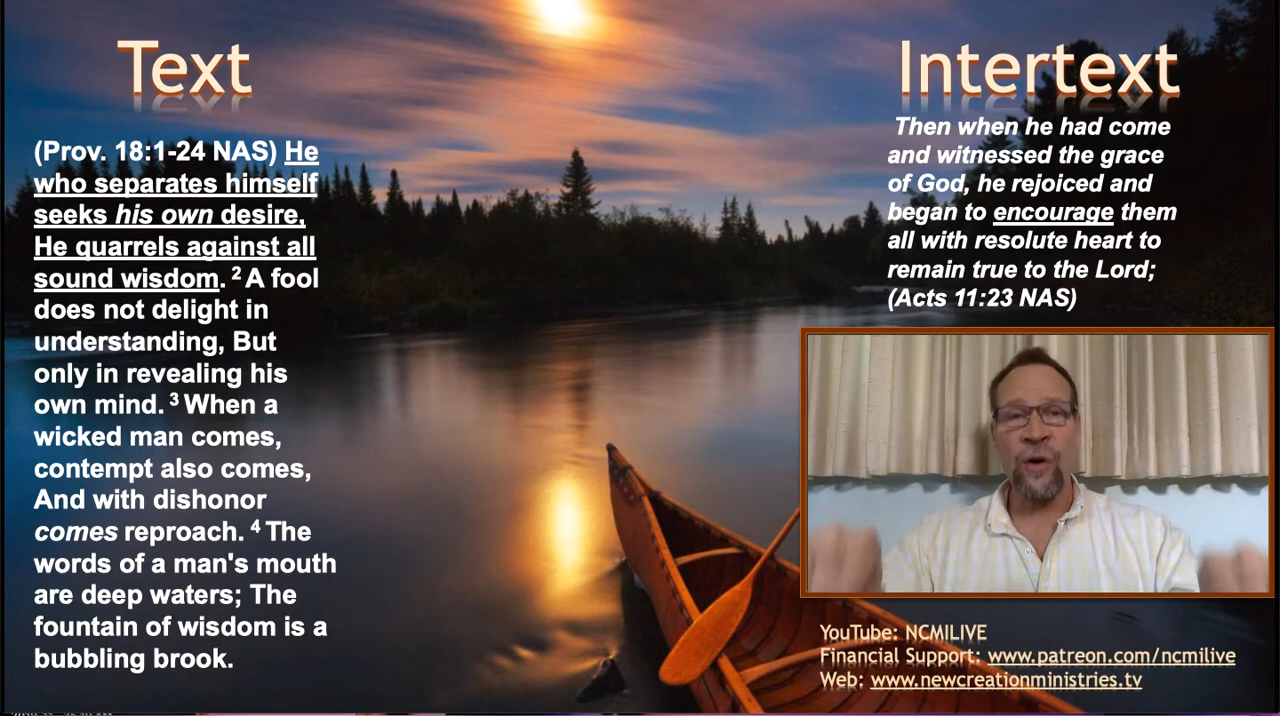 Text
(Prov. 18:1-24 NAS) He
who separates himself
seeks his own desire,
He quarrels against all
sound wisdom. 2 A fool
does not delight in
understanding, But
only in revealing his
own mind. 3 When a
wicked man comes,
contempt also comes,
And with dishonor
comes reproach. 4 The
words of a man's mouth
are deep waters; The
fountain of wisdom is a
bubbling brook.
Intertext
Then when he had come
and witnessed the grace
of God, he rejoiced and
began to encourage them
all with resolute heart to
remain true to the Lord;
(Acts 11:23 NAS)
YouTube: NCMILIVE
Financial Support: www.patreon.com/ncmilive
Web: www.newcreationministries.tv